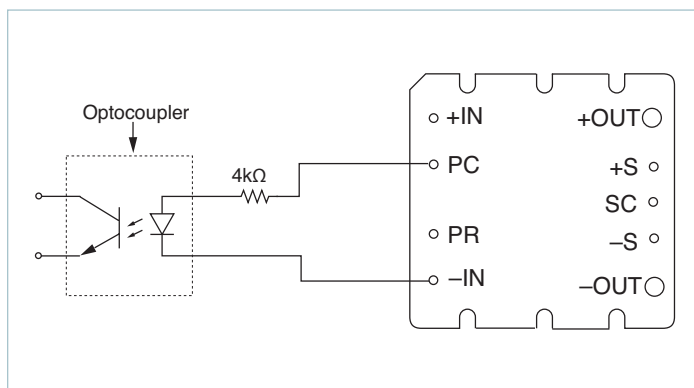 Optocoupler
4kΩ
+IN
PC
PR
–IN
+OUT
+S
SC
–S
–OUT